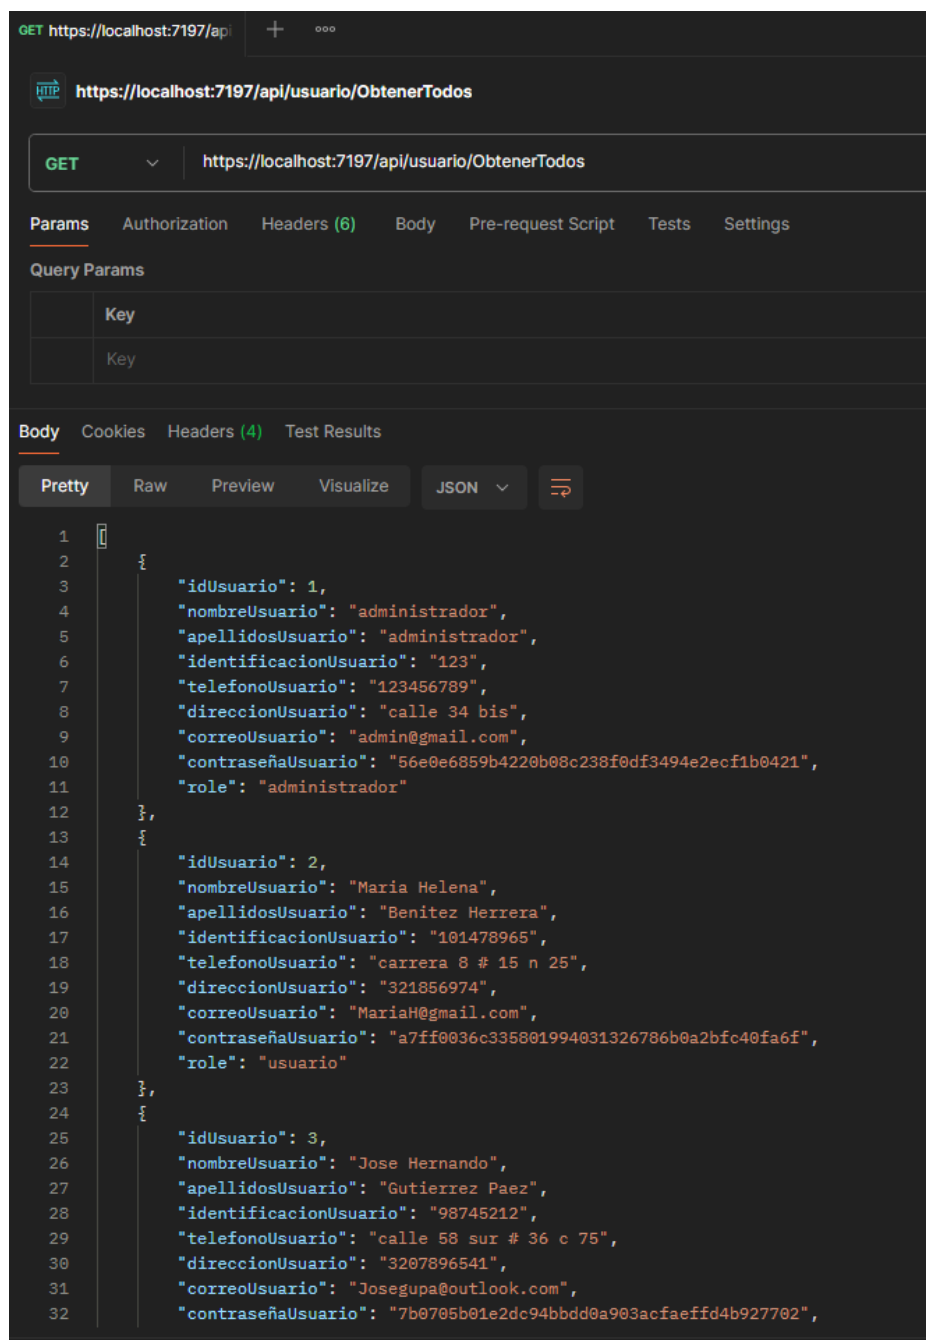 GET https://localhost:7197/api
HTTP https://localhost:7197/api/usuario/ObtenerTodos
GET https://localhost:7197/api/usuario/ObtenerTodos
Params Authorization Headers (6) Body Pre-request Script Tests Settings
Query Params
Key
Key
Body Cookies Headers (4) Test Results
Pretty Raw Preview Visualize JSON
1 [
2 {
3 "idUsuario": 1,
4 "nombreUsuario": "administrador",
5 "apellidosUsuario": "administrador",
6 "identificacionUsuario": "123",
7 "telefonoUsuario": "123456789",
8 "direccionUsuario": "calle 34 bis",
9 "correoUsuario": "admin@gmail.com",
10 "contraseñaUsuario": "56e0e6859b4220b08c238f0df3494e2ecf1b0421",
11 "role": "administrador"
12 },
13 {
14 "idUsuario": 2,
15 "nombreUsuario": "Maria Helena",
16 "apellidosUsuario": "Benitez Herrera",
17 "identificacionUsuario": "101478965",
18 "telefonoUsuario": "carrera 8 # 15 n 25",
19 "direccionUsuario": "321856974",
20 "correoUsuario": "MariaH@gmail.com",
21 "contraseñaUsuario": "a7ff0036c335801994031326786b0a2bfc40fa6f",
22 "role": "usuario"
23 },
24 {
25 "idUsuario": 3,
26 "nombreUsuario": "Jose Hernando",
27 "apellidosUsuario": "Gutierrez Paez",
28 "identificacionUsuario": "98745212",
29 "telefonoUsuario": "calle 58 sur # 36 c 75",
30 "direccionUsuario": "3207896541",
31 "correoUsuario": "Josegupa@outlook.com",
32 "contraseñaUsuario": "7b0705b01e2dc94bbdd0a903acfaeffd4b927702",